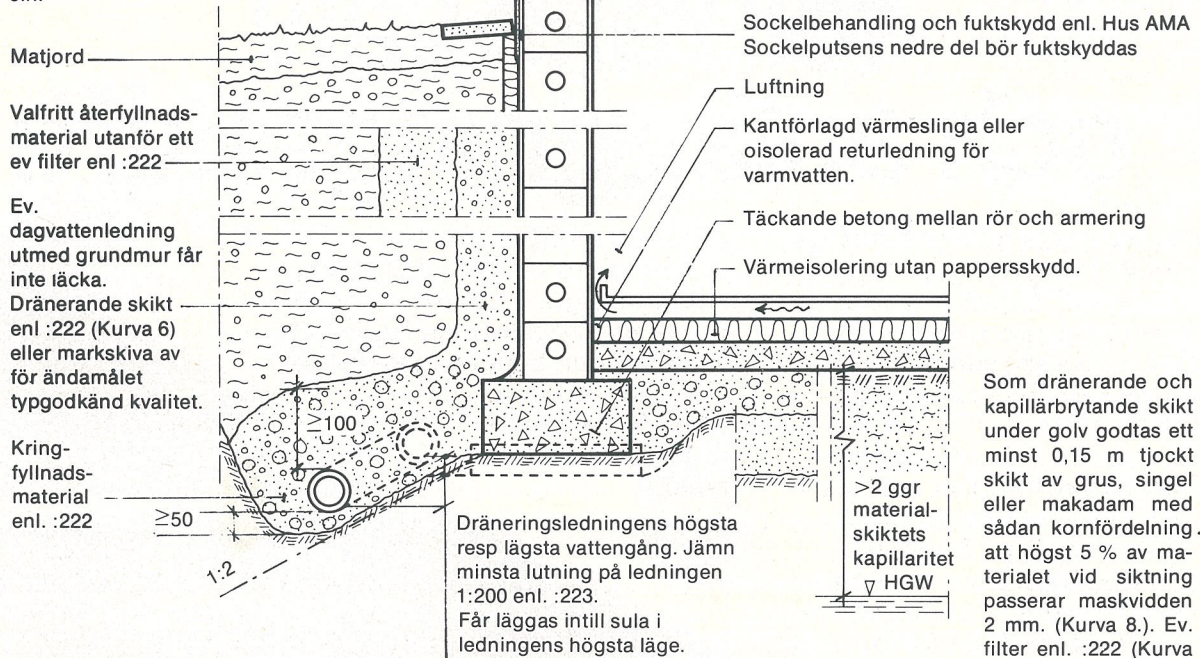 Matjord
Valfritt återfyllnads-
material utanför ett
ev filter enl :222
Ev.
dagvattenledning
utmed grundmur får
inte läcka.
Dränerande skikt
enl :222 (Kurva 6)
eller markskiva av
för ändamålet
typgodkänd kvalitet.
Kring-
fyllnads-
material
enl. :222
≥100
≥50
1:2
Sockelbehandling och fuktskydd enl. Hus AMA
Sockelputsens nedre del bör fuktskyddas
Luftning
Kantförlagd värmeslinga eller
oisolerad returledning för
varmvatten.
Täckande betong mellan rör och armering
Värmeisolering utan pappersskydd.
Dräneringsledningens högsta
resp lägsta vattengång. Jämn
minsta lutning på ledningen
1:200 enl. :223.
Får läggas intill sula i
ledningens högsta läge.
>2 ggr
material-
skiktets
kapillaritet
HGW
Som dränerande och
kapillärbrytande skikt
under golv godtas ett
minst 0,15 m tjockt
skikt av grus, singel
eller makadam med
sådan kornfördelning.
att högst 5 % av ma-
terialet vid siktning
passerar maskvidden
2 mm. (Kurva 8.). Ev.
filter enl. :222 (Kurva